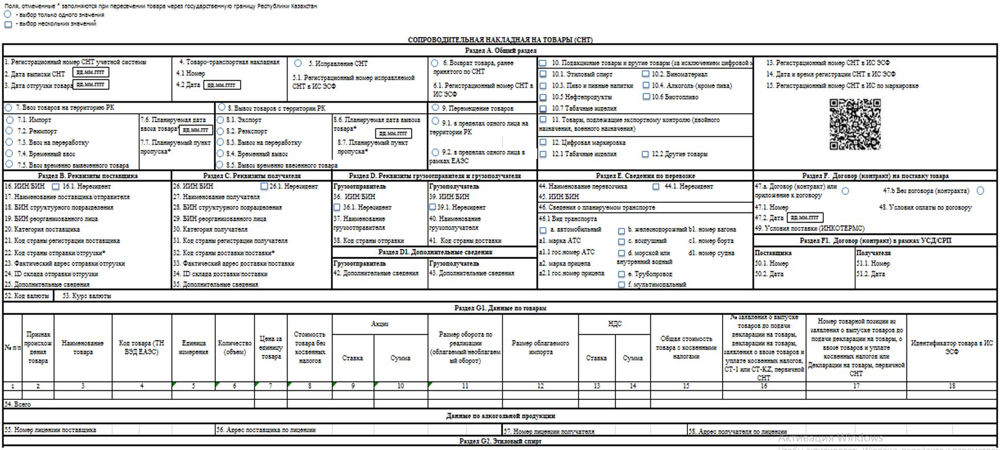 Поля, отмеченные * заполняются при пересечении товара через государственную границу Республики Казахстан
- выбор только одного значения
- выбор нескольких значений
СОПРОВОДИТЕЛЬНАЯ НАКЛАДНАЯ НА ТОВАРЫ (СНТ)
Раздел А. Общий раздел
1. Регистрационный номер СНТ учетной системы
2. Дата выписки СНТ дд.мм.гггг
3. Дата отгрузки товара дд.мм.гггг
4. Товаро-транспортная накладная
4.1 Номер
4.2 Дата дд.мм.гггг
5. Исправление СНТ
5.1. Регистрационный номер исправляемой
СНТ в ИС ЭСФ
6. Возврат товара, ранее
принятого по СНТ
6.1. Регистрационный номер СНТ в
ИС ЭСФ
10. Подакцизные товары и другие товары (за исключением цифровой м
10.1. Этиловый спирт
10.2. Виноматериал
10.3. Пиво и пивные напитки
10.4. Алкоголь (кроме пива)
10.5 Нефтепродукты
10.6 Биотопливо
10.7 Табачные изделия
13. Регистрационный номер СНТ в ИС ЭСФ
14. Дата и время регистрации СНТ в ИС ЭСФ
15. Регистрационный номер СНТ в ИС по маркировке
7. Ввоз товаров на территорию РК
7.1. Импорт
7.2. Реимпорт
7.3. Ввоз на переработку
7.4. Временный ввоз
7.5. Ввоз временно вывезенного товара
7.6. Планируемая дата
ввоза товара* дд.мм.ггг
7.7. Планируемый пункт
пропуска*
8. Вывоз товаров с территории РК
8.1. Экспорт
8.2. Реэкспорт
8.3. Вывоз на переработку
8.4. Временный вывоз
8.5. Вывоз временно ввезенного товара
8.6. Планируемая дата вывоза
товара* дд.мм.гггг
8.7. Планируемый пункт
пропуска*
9. Перемещение товаров
9.1. в пределах одного лица на
территории РК
9.2. в пределах одного лица в
рамках ЕАЭС
11. Товары, подлежащие экспортному контролю (двойного
назначения, военного назначения)
12. Цифровая маркировка
12.1 Табачные изделия
12.2 Другие товары
Раздел В. Реквизиты поставщика
16. ИИН/БИН
16.1. Нерезидент
17. Наименование поставщика/отправителя
18. БИН структурного подразделения
19. БИН реорганизованного лица
20. Категория поставщика
21. Код страны регистрации поставщика
22. Код страны отправки/отгрузки*
23. Фактический адрес отправки/отгрузки
24. ID склада отправки/отгрузки
25. Дополнительные сведения
Раздел С. Реквизиты получателя
26. ИИН/БИН
26.1. Нерезидент
27. Наименование получателя
28. БИН структурного подразделения
29. БИН реорганизованного лица
30. Категория получателя
31. Код страны регистрации получателя
32. Код страны доставки/поставки*
33. Фактический адрес доставки/поставки
34. ID склада доставки/поставки
35. Дополнительные сведения
Раздел D. Реквизиты грузоотправителя и грузополучателя
Грузоотправитель
36. ИИН/БИН
36.1. Нерезидент
37. Наименование
грузоотправителя
38. Код страны отправки
Грузополучатель
39. ИИН/БИН
39.1. Нерезидент
40. Наименование
грузополучателя
41. Код страны доставки
Раздел D1. Дополнительные сведения
Грузоотправитель
42. Дополнительные сведения
Грузополучатель
43. Дополнительные сведения
Раздел Е. Сведения по перевозке
44. Наименование перевозчика
44.1. Нерезидент
45. ИИН/БИН
46. Сведения о планируемом транспорте
46.1 Вид транспорта
a. автомобильный
a1. марка АТС
a1.1 гос.номер АТС
a2. марка прицепа
a2.1 гос.номер прицепа
b. железнодорожный b1. номер вагона
c. воздушный c1. номер борта
d. морской или d1. номер судна
внутренний водный
e. Трубопровод
f. мультимодальный
Раздел F. Договор (контракт) на поставку товара
47.a. Договор (контракт) или
приложение к договору
47.b Без договора (контракта)
47.1. Номер
48. Условия оплаты по договору
47.2. Дата дд.мм.гггг
49. Условия поставки (ИНКОТЕРМС)
Раздел F1. Договор (контракт) в рамках УСД/СРП
Поставщика
50.1. Номер
50.2. Дата
Получателя
51.1. Номер
51.2. Дата
52. Код валюты
53. Курс валюты
Раздел G1. Данные по товарам
№ п/п
Признак
происхож
дения
товара
Наименование
товара
Код товара (ТН
ВЭД ЕАЭС)
Единица
измерения
Количество
(объем)
Цена за
единицу
товара
Стоимость
товара без
косвенных
налогов
Акциз
Ставка
Сумма
Размер оборота по
реализации
(облагаемый/необлагаем
ый оборот)
Размер облагаемого
импорта
НДС
Ставка
Сумма
Общая стоимость
товара с косвенными
налогами
№ заявления о выпуске
товаров до подачи
декларации на товары,
декларации на товары,
заявления о ввозе товаров и
уплате косвенных налогов,
СТ-1 или СТ-KZ, первичной
СНТ
Номер товарной позиции из
заявления о выпуске товаров до
подачи декларации на товары, о
ввозе товаров и уплате
косвенных налогов или
Декларации на товары, первичной
СНТ
Идентификатор товара в ИС
ЭСФ
1 2 3 4 5 6 7 8 9 10 11 12 13 14 15 16 17 18
54. Всего
Данные по алкогольной продукции
55. Номер лицензии поставщика
56. Адрес поставщика по лицензии
57. Номер лицензии получателя
58. Адрес получателя по лицензии
Раздел G2. Этиловый спирт
Активация Windows
Чтобы активировать Windows, перейдите к параметрам